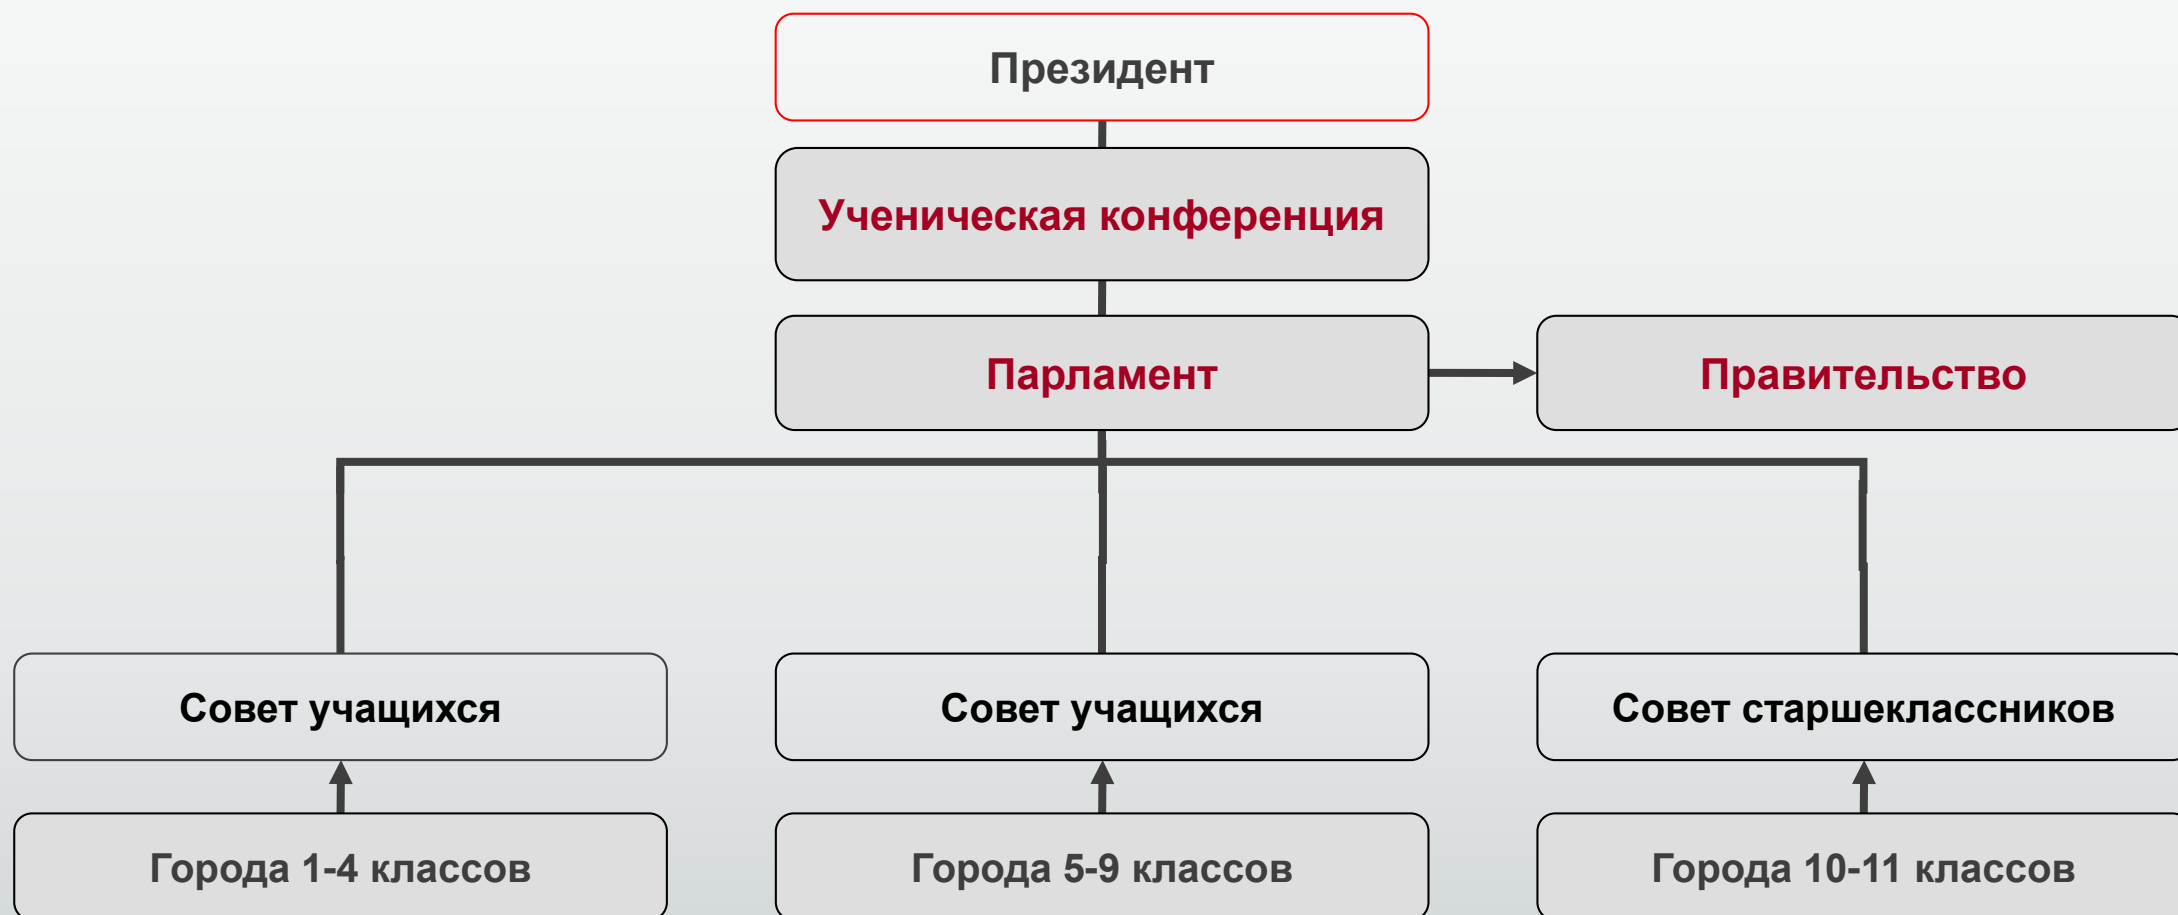 Президент
Ученическая конференция
Парламент
Правительство
Совет учащихся
Совет учащихся
Совет старшеклассников
Города 1-4 классов
Города 5-9 классов
Города 10-11 классов